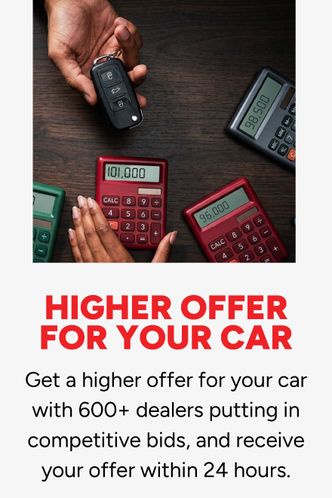 98,500
101,000
CALC
96,000
CALC
HIGHER OFFER
FOR YOUR CAR
Get a higher offer for your car
with 600+ dealers putting in
competitive bids, and receive
your offer within 24 hours.